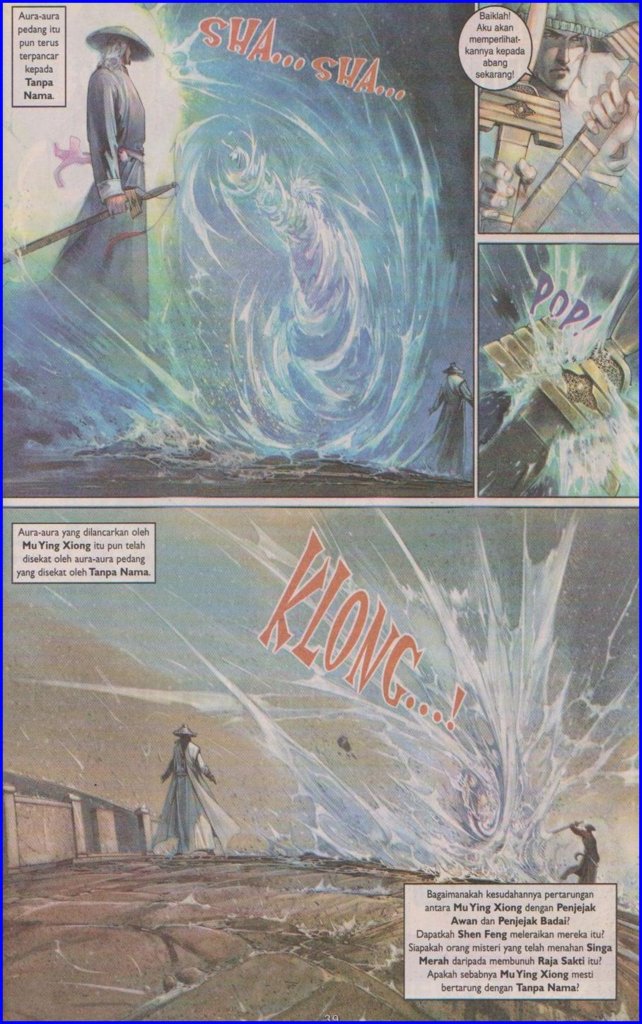 Aura-aura
pedang itu
pun terus
terpancar
kepada
Tanpa
Nama.
SHA... SHA...
Baiklah!
Aku akan
memperlihat-
kannya kepada
abang
sekarang!
POP!
Aura-aura yang dilancarkan oleh
Mu Ying Xiong itu pun telah
disekat oleh aura-aura pedang
yang disekat oleh Tanpa Nama.
KLONG....!
Bagaimanakah kesudahannya pertarungan
antara Mu Ying Xiong dengan Penjejak
Awan dan Penjejak Badai?
Dapatkah Shen Feng meleraikan mereka itu?
Siapakah orang misteri yang telah menahan Singa
Merah daripada membunuh Raja Sakti itu?
Apakah sebabnya Mu Ying Xiong mesti
bertarung dengan Tanpa Nama?
39